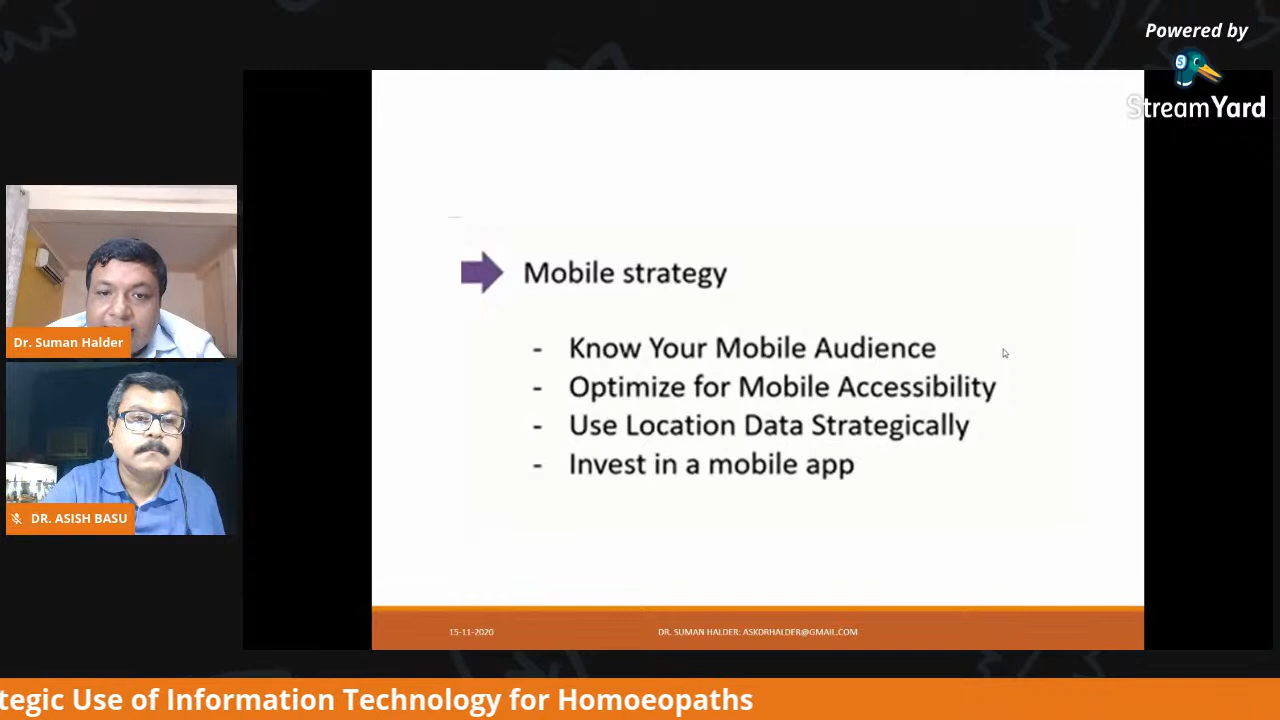 Powered by
StreamYard
Mobile strategy
- Know Your Mobile Audience
- Optimize for Mobile Accessibility
- Use Location Data Strategically
- Invest in a mobile app
Dr. Suman Halder
DR. ASISH BASU
15-11-2020
DR. SUMAN HALDER: ASKDRHALDER@GMAIL.COM
tegic Use of Information Technology for Homoeopaths